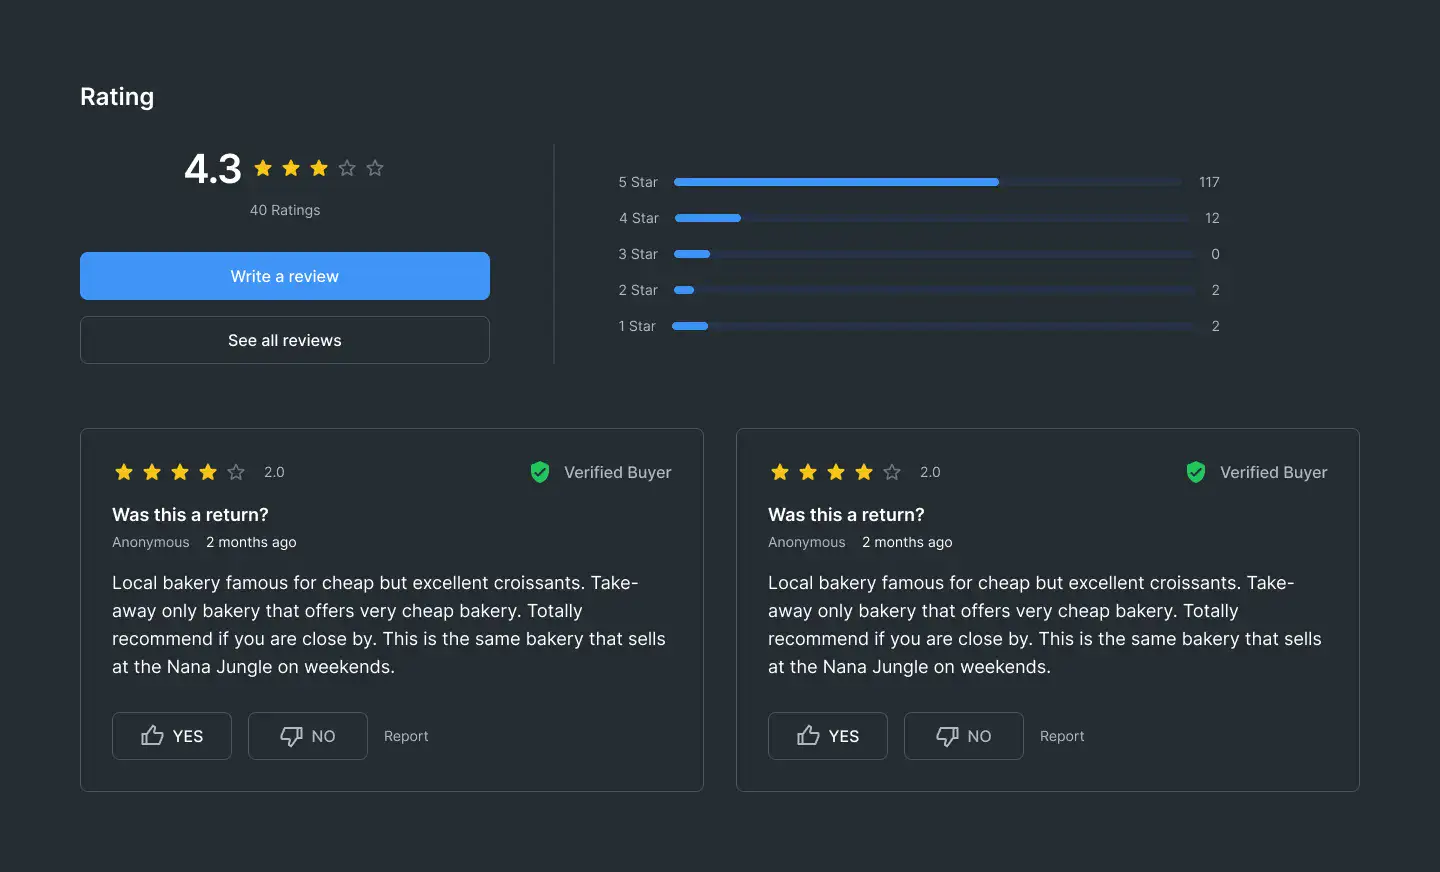 Rating
4.3
40 Ratings
Write a review
See all reviews
5 Star 117
4 Star 12
3 Star 0
2 Star 2
1 Star 2
2.0 Verified Buyer
Was this a return?
Anonymous 2 months ago
Local bakery famous for cheap but excellent croissants. Take-
away only bakery that offers very cheap bakery. Totally
recommend if you are close by. This is the same bakery that sells
at the Nana Jungle on weekends.
YES NO Report
2.0 Verified Buyer
Was this a return?
Anonymous 2 months ago
Local bakery famous for cheap but excellent croissants. Take-
away only bakery that offers very cheap bakery. Totally
recommend if you are close by. This is the same bakery that sells
at the Nana Jungle on weekends.
YES NO Report